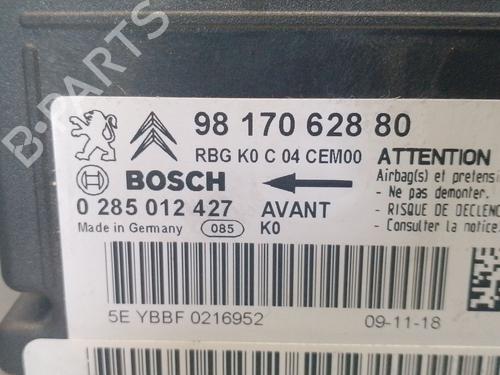 B-PARTS
98 170 628 80
RBG K0 C 04 CEM00
ATTENTION
BOSCH
Airbag(s) et pretensi
- Ne pas demonter.
0 285 012 427
AVANT
- RISQUE DE DECLENC
Made in Germany
085
K0
- Consulter la notice
5E YBBF 0216952
09-11-18